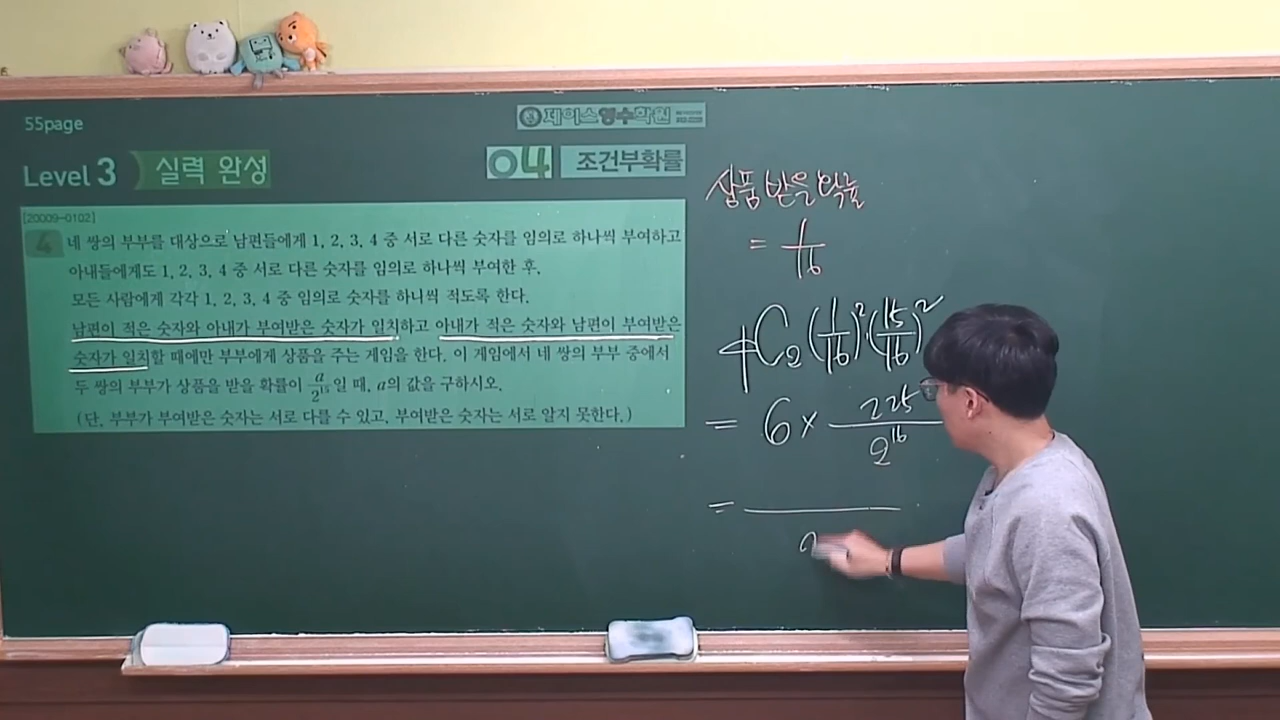 55page
제이스영수학원
Level 3 실력 완성
04 조건부확률
[20009-0102]
4 네 쌍의 부부를 대상으로 남편들에게 1, 2, 3, 4 중 서로 다른 숫자를 임의로 하나씩 부여하고
아내들에게도 1, 2, 3, 4 중 서로 다른 숫자를 임의로 하나씩 부여한 후,
모든 사람에게 각각 1, 2, 3, 4 중 임의로 숫자를 하나씩 적도록 한다.
남편이 적은 숫자와 아내가 부여받은 숫자가 일치하고 아내가 적은 숫자와 남편이 부여받은
숫자가 일치할 때에만 부부에게 상품을 주는 게임을 한다. 이 게임에서 네 쌍의 부부 중에서
두 쌍의 부부가 상품을 받을 확률이 a/2^15 일 때, a의 값을 구하시오.
(단, 부부가 부여받은 숫자는 서로 다를 수 있고, 부여받은 숫자는 서로 알지 못한다.)
상품 받을 확률
= 1/16
4C2 (1/16)^2 · (15/16)^2
= 6 × 225/2^16
=
2